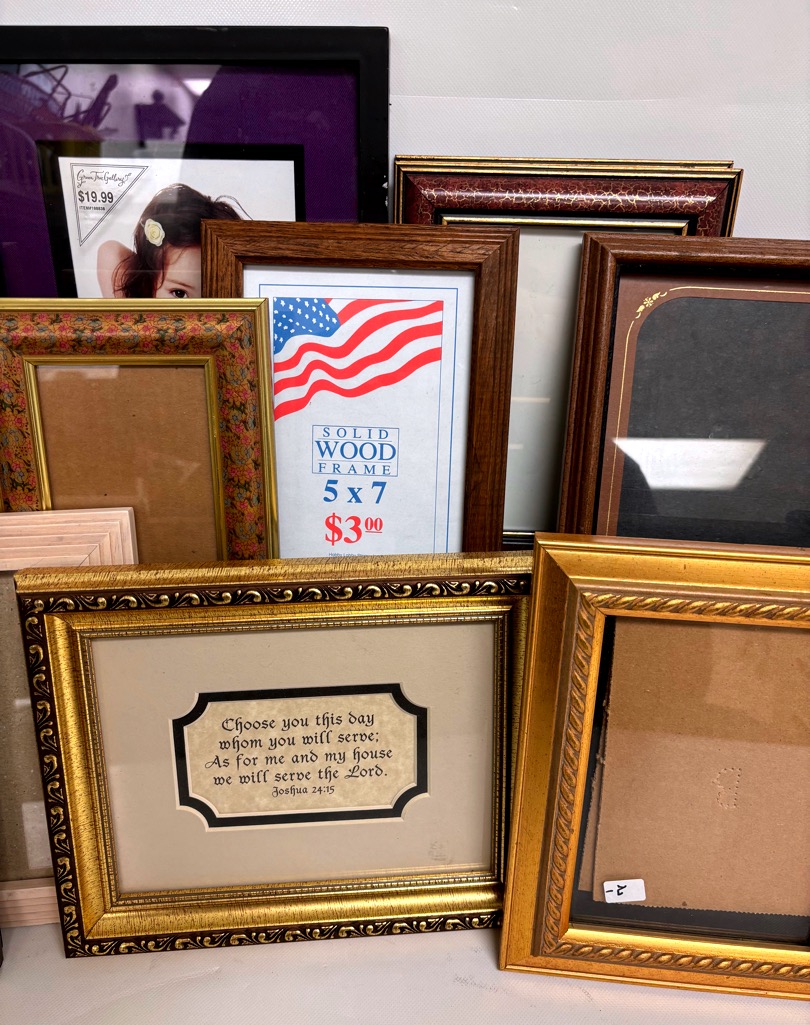 Green Tree Gallery
$19.99
SOLID
WOOD
FRAME
5 x 7
$3.00
Choose you this day
whom you will serve;
As for me and my house
we will serve the Lord.
Joshua 24:15